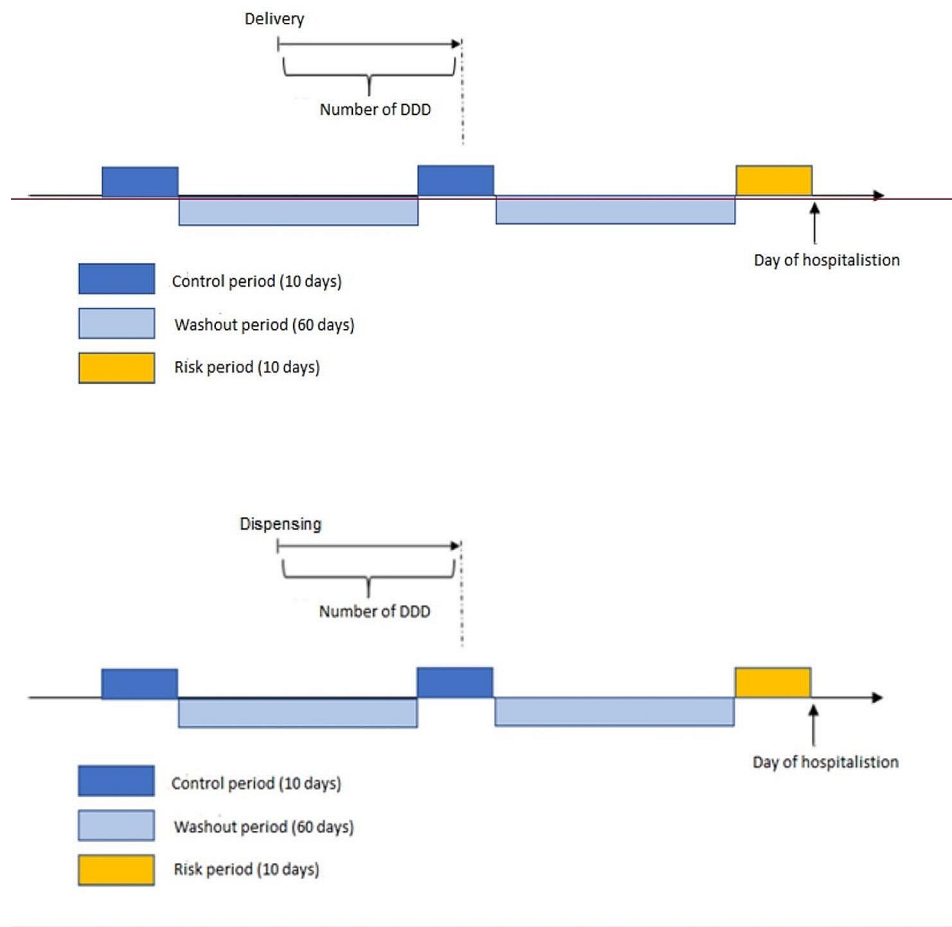 Delivery
Number of DDD
Day of hospitalistion
Control period (10 days)
Washout period (60 days)
Risk period (10 days)
Dispensing
Number of DDD
Day of hospitalistion
Control period (10 days)
Washout period (60 days)
Risk period (10 days)